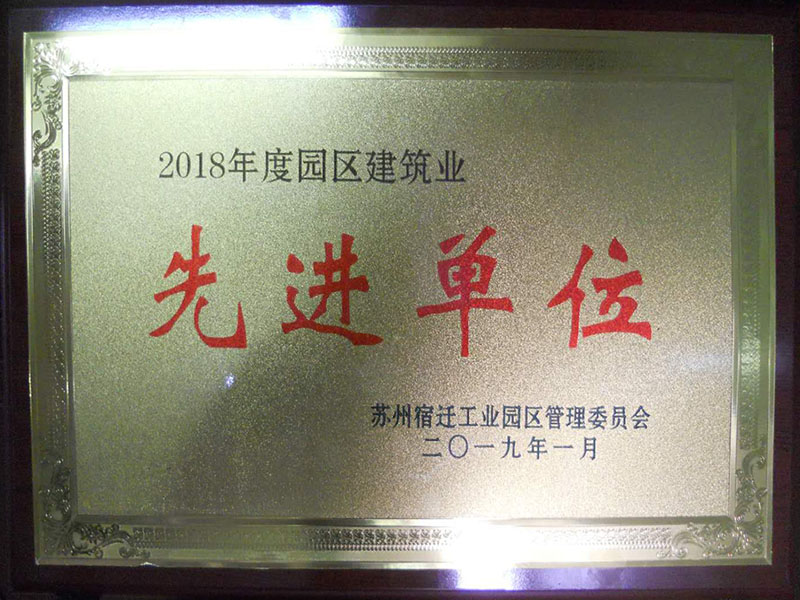 2018年度园区建筑业
先进单位
苏州宿迁工业园区管理委员会
二〇一九年一月